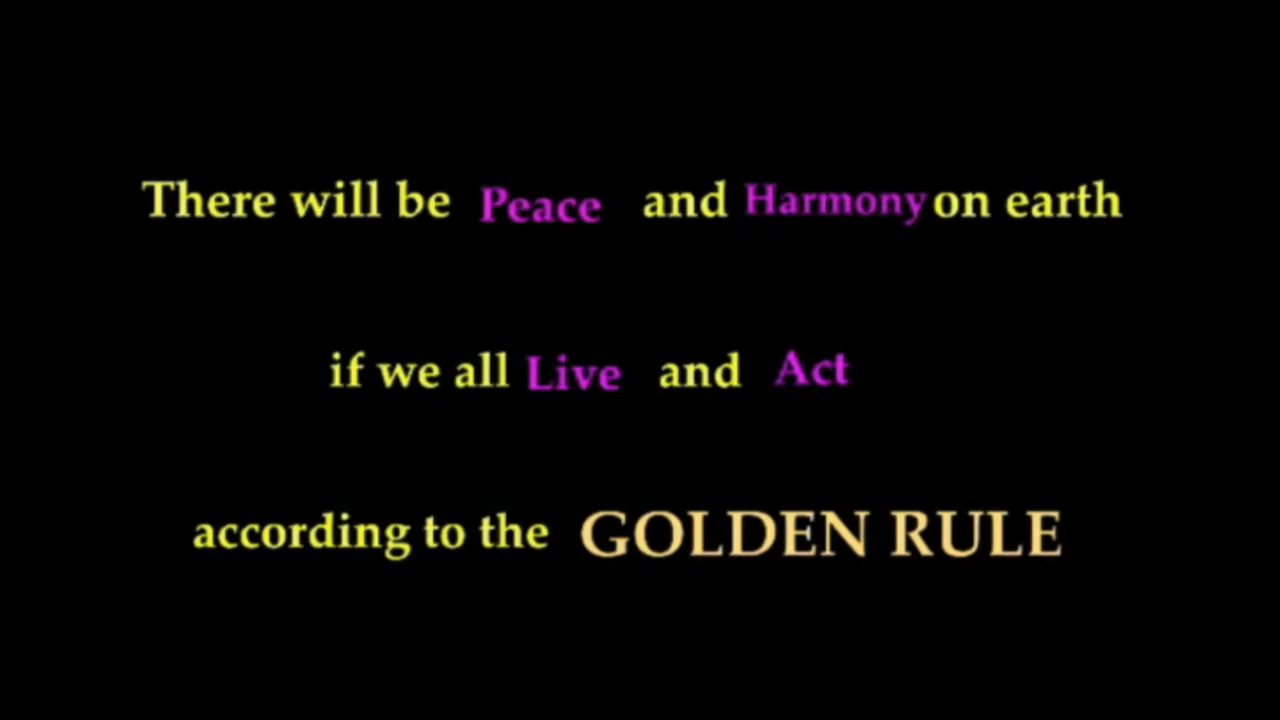 There will be Peace and Harmony on earth
if we all Live and Act
according to the GOLDEN RULE